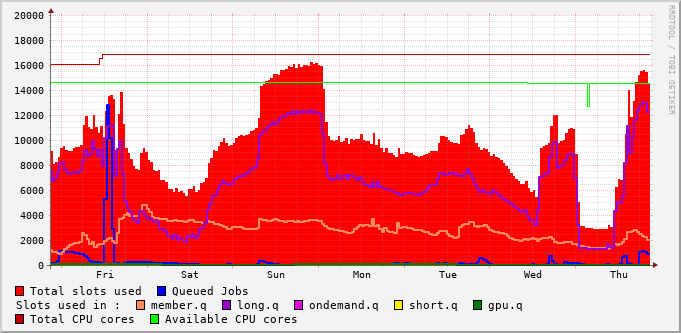 20000
18000
16000
14000
12000
10000
8000
6000
4000
2000
0
Fri Sat Sun Mon Tue Wed Thu
RRDTOOL / TOBI OETIKER
Total slots used Queued Jobs
Slots used in : member.q long.q ondemand.q short.q gpu.q
Total CPU cores Available CPU cores